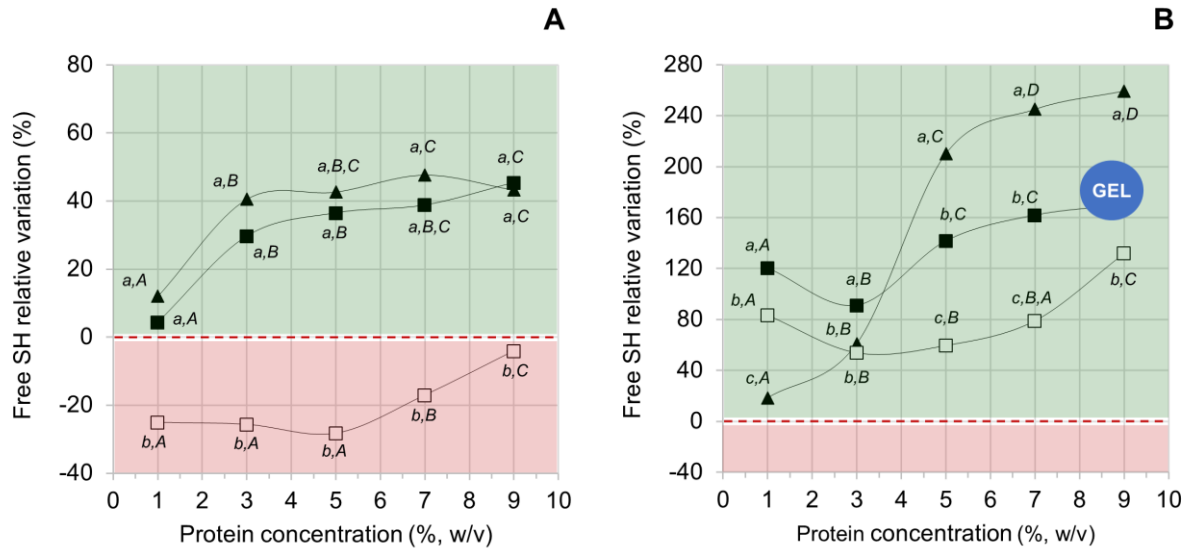 A
Free SH relative variation (%)
80
60
40
20
0
-20
-40
a,A
a,B
a,B,C
a,C
a,C
a,A
a,B
a,B
a,B,C
a,C
b,A
b,A
b,A
b,B
b,C
0 1 2 3 4 5 6 7 8 9 10
Protein concentration (%, w/v)
B
Free SH relative variation (%)
280
240
200
160
120
80
40
0
-40
a,D
a,D
a,C
GEL
b,C
b,C
a,A
a,B
b,A
b,B
c,B
c,B,A
b,C
c,A
b,B
0 1 2 3 4 5 6 7 8 9 10
Protein concentration (%, w/v)